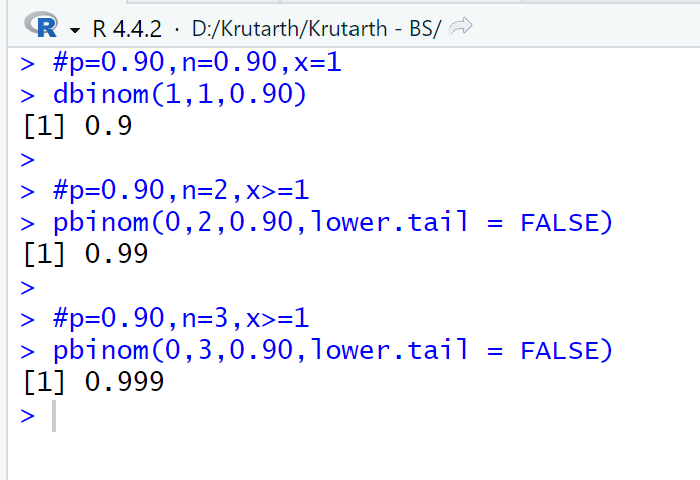 R R 4.4.2 · D:/Krutarth/Krutarth - BS/
> #p=0.90,n=0.90,x=1
> dbinom(1,1,0.90)
[1] 0.9
>
> #p=0.90,n=2,x>=1
> pbinom(0,2,0.90,lower.tail = FALSE)
[1] 0.99
>
> #p=0.90,n=3,x>=1
> pbinom(0,3,0.90,lower.tail = FALSE)
[1] 0.999
>